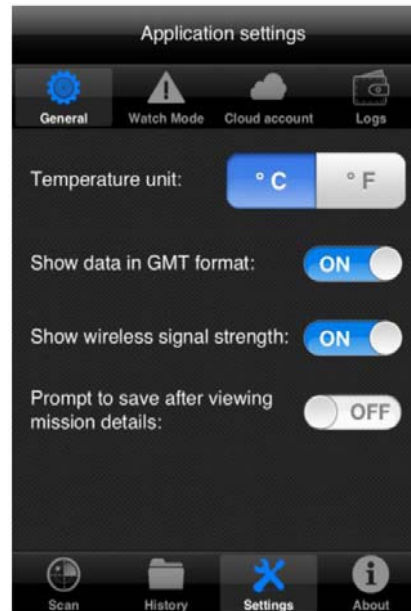 Application settings
General Watch Mode Cloud account Logs
Temperature unit: ° C ° F
Show data in GMT format: ON
Show wireless signal strength: ON
Prompt to save after viewing
mission details: OFF
Scan History Settings About